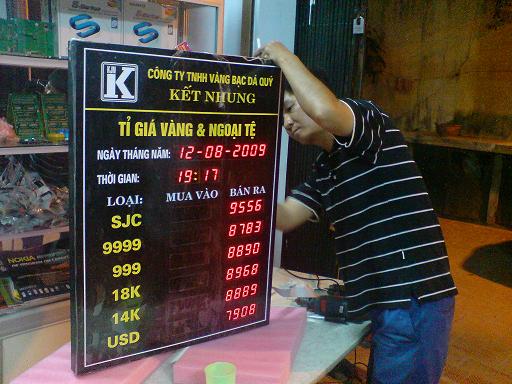 KJN
K
CÔNG TY TNHH VÀNG BẠC ĐÁ QUÝ
KẾT NHUNG
TỈ GIÁ VÀNG & NGOẠI TỆ
NGÀY THÁNG NĂM: 12-08-2009
THỜI GIAN: 19:17
LOẠI: MUA VÀO BÁN RA
SJC 9556
9999 8783
999 8890
18K 8968
14K 8889
USD 7908
NOKIA